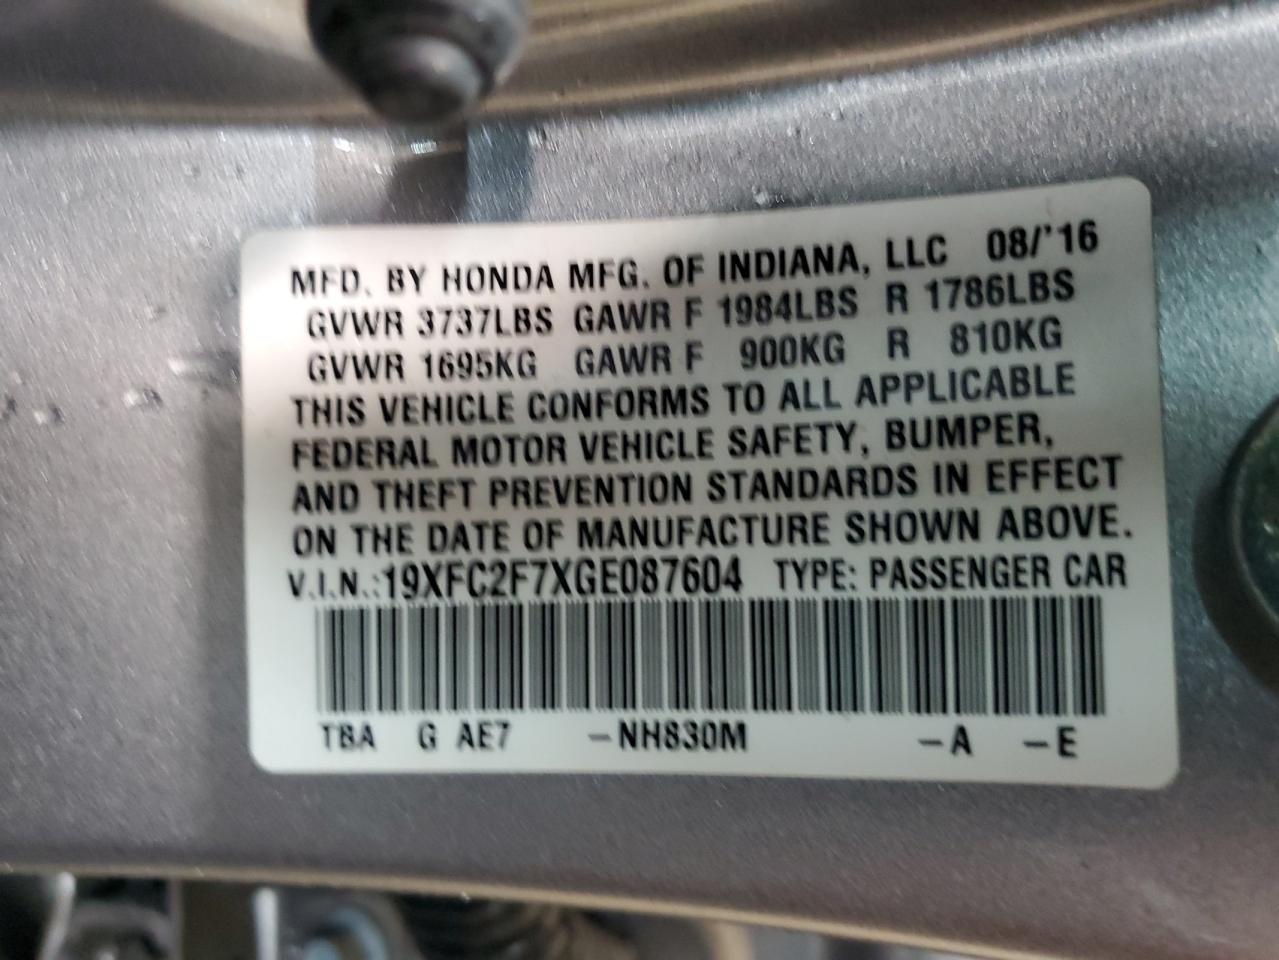 MFD. BY HONDA MFG. OF INDIANA, LLC 08/'16
GVWR 3737LBS GAWR F 1984LBS R 1786LBS
GVWR 1695KG GAWR F 900KG R 810KG
THIS VEHICLE CONFORMS TO ALL APPLICABLE
FEDERAL MOTOR VEHICLE SAFETY, BUMPER,
AND THEFT PREVENTION STANDARDS IN EFFECT
ON THE DATE OF MANUFACTURE SHOWN ABOVE.
V.I.N.:19XFC2F7XGE087604 TYPE: PASSENGER CAR
TBA G AE7 –NH830M –A –E